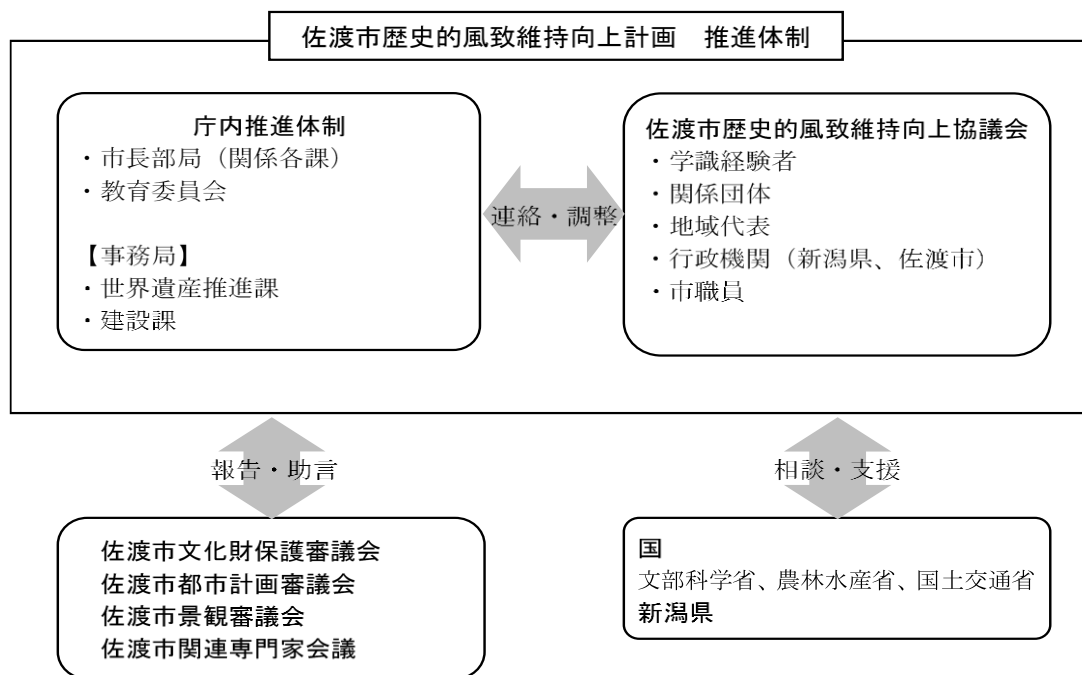 佐渡市歴史的風致維持向上計画　推進体制
庁内推進体制
・市長部局（関係各課）
・教育委員会
【事務局】
・世界遺産推進課
・建設課
連絡・調整
佐渡市歴史的風致維持向上協議会
・学識経験者
・関係団体
・地域代表
・行政機関（新潟県、佐渡市）
・市職員
報告・助言
相談・支援
佐渡市文化財保護審議会
佐渡市都市計画審議会
佐渡市景観審議会
佐渡市関連専門家会議
国
文部科学省、農林水産省、国土交通省
新潟県